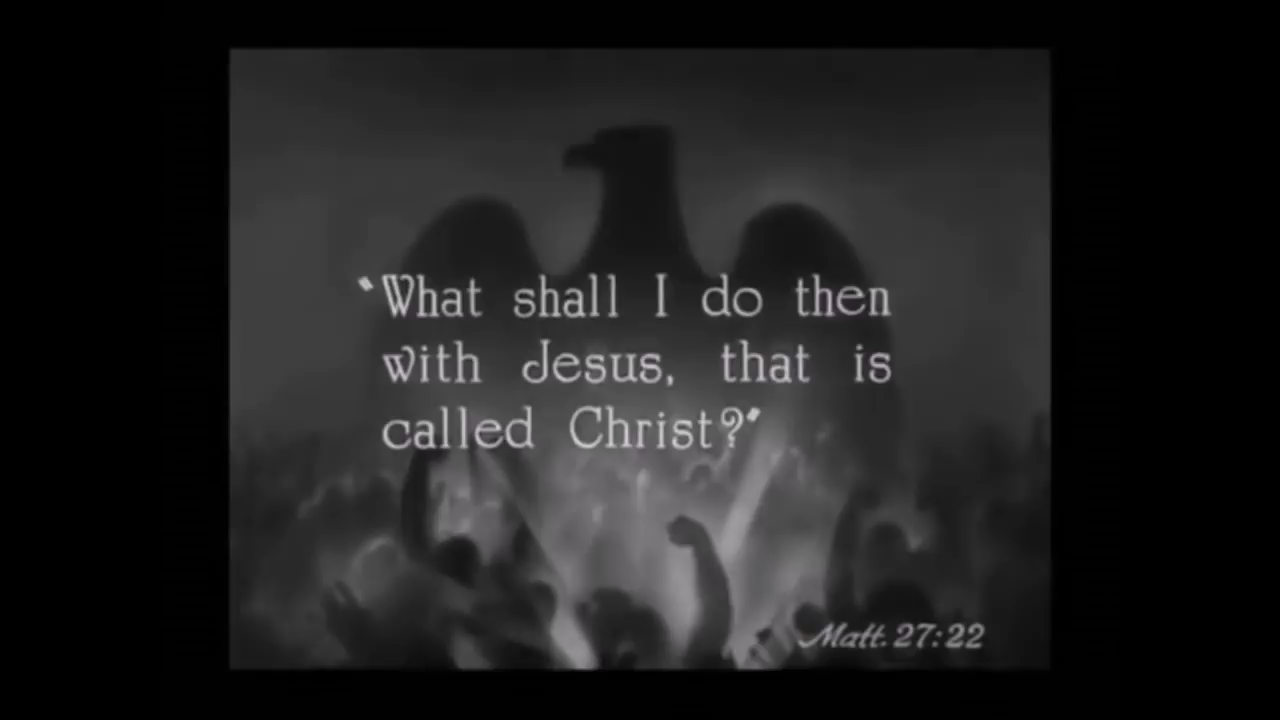 "What shall I do then
with Jesus, that is
called Christ?"
Matt. 27:22